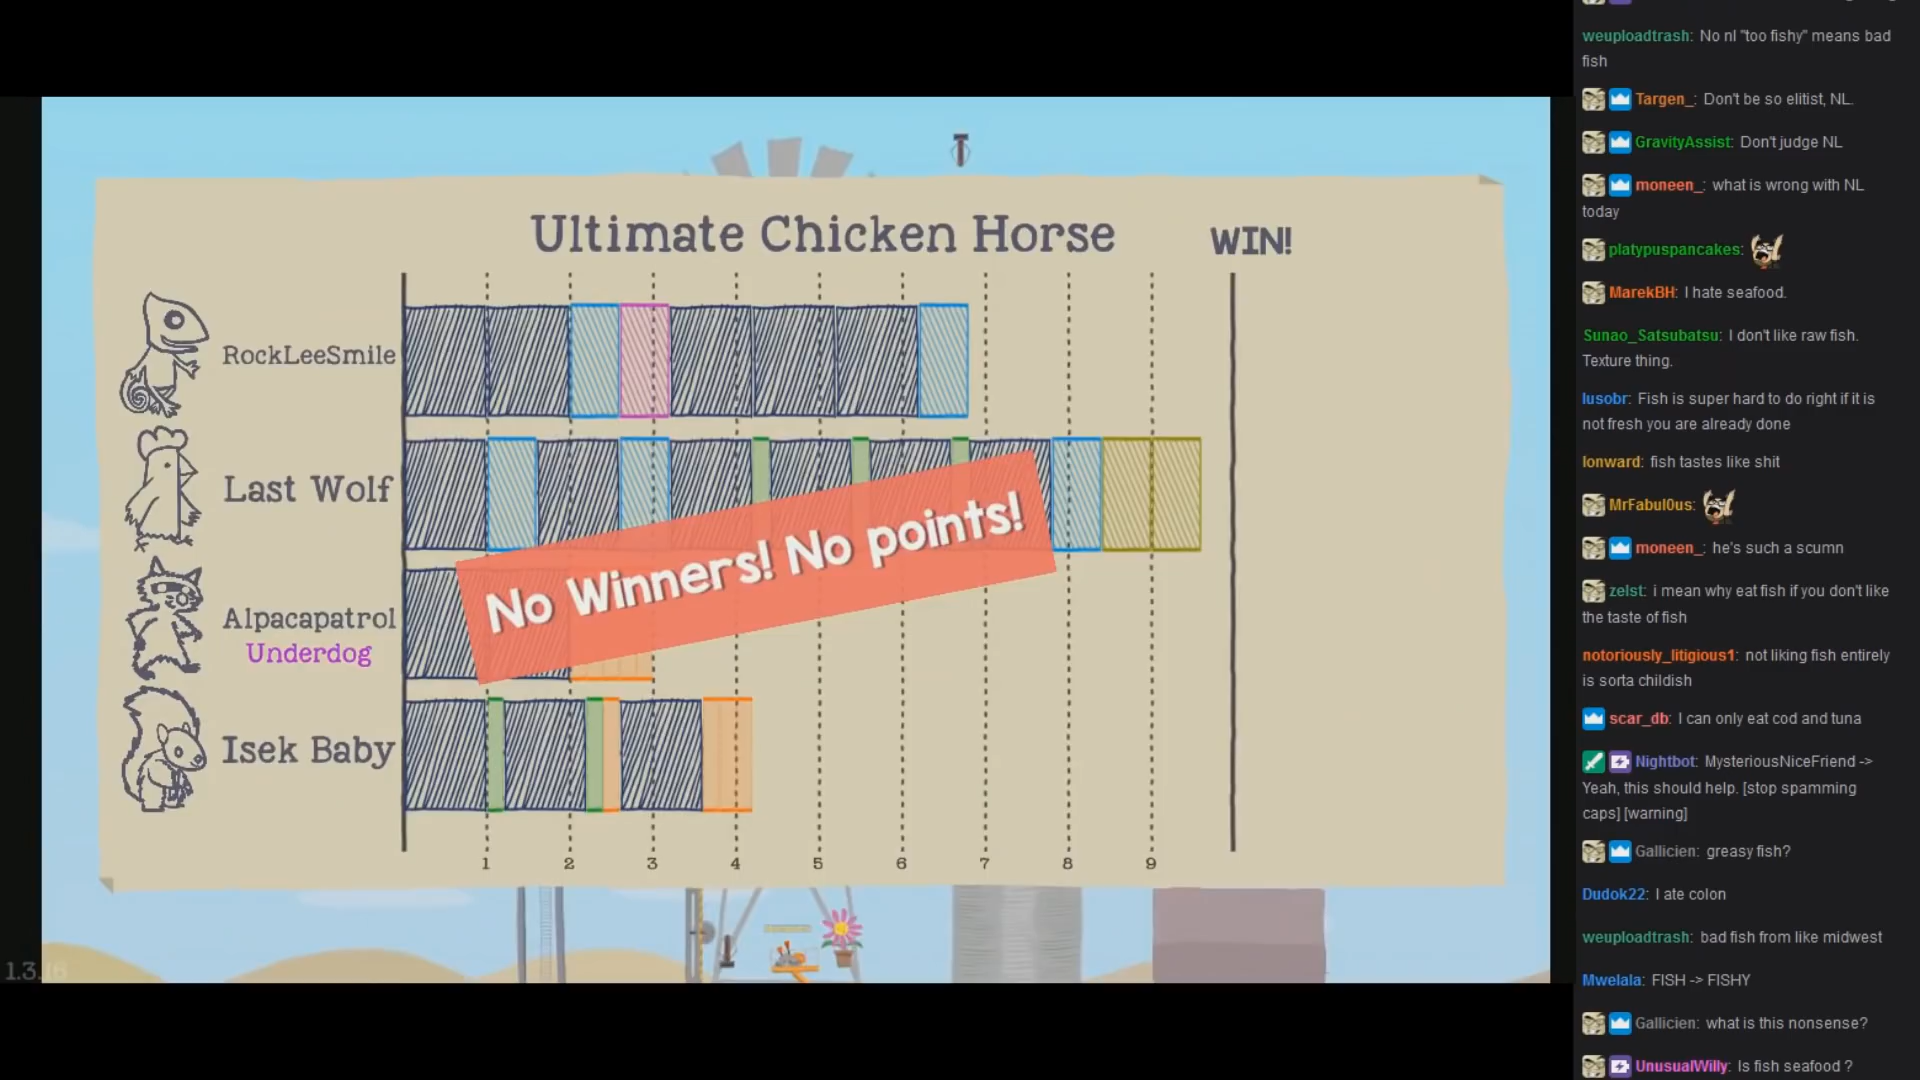 Ultimate Chicken Horse
WIN!
RockLeeSmile
Last Wolf
Alpacapatrol
Underdog
Isek Baby
No Winners! No points!
1 2 3 4 5 6 7 8 9
weuploadtrash: No nl "too fishy" means bad
fish
Targen_: Don't be so elitist, NL.
GravityAssist: Don't judge NL
moneen_: what is wrong with NL
today
platypuspancakes:
MarekBH: I hate seafood.
Sunao_Satsubatsu: I don't like raw fish.
Texture thing.
lusobr: Fish is super hard to do right if it is
not fresh you are already done
lonward: fish tastes like shit
MrFabul0us:
moneen_: he's such a scumn
zelst: i mean why eat fish if you don't like
the taste of fish
notoriously_litigious1: not liking fish entirely
is sorta childish
scar_db: I can only eat cod and tuna
Nightbot: MysteriousNiceFriend ->
Yeah, this should help. [stop spamming
caps] [warning]
Gallicien: greasy fish?
Dudok22: I ate colon
weuploadtrash: bad fish from like midwest
Mwelala: FISH -> FISHY
Gallicien: what is this nonsense?
UnusualWilly: Is fish seafood ?